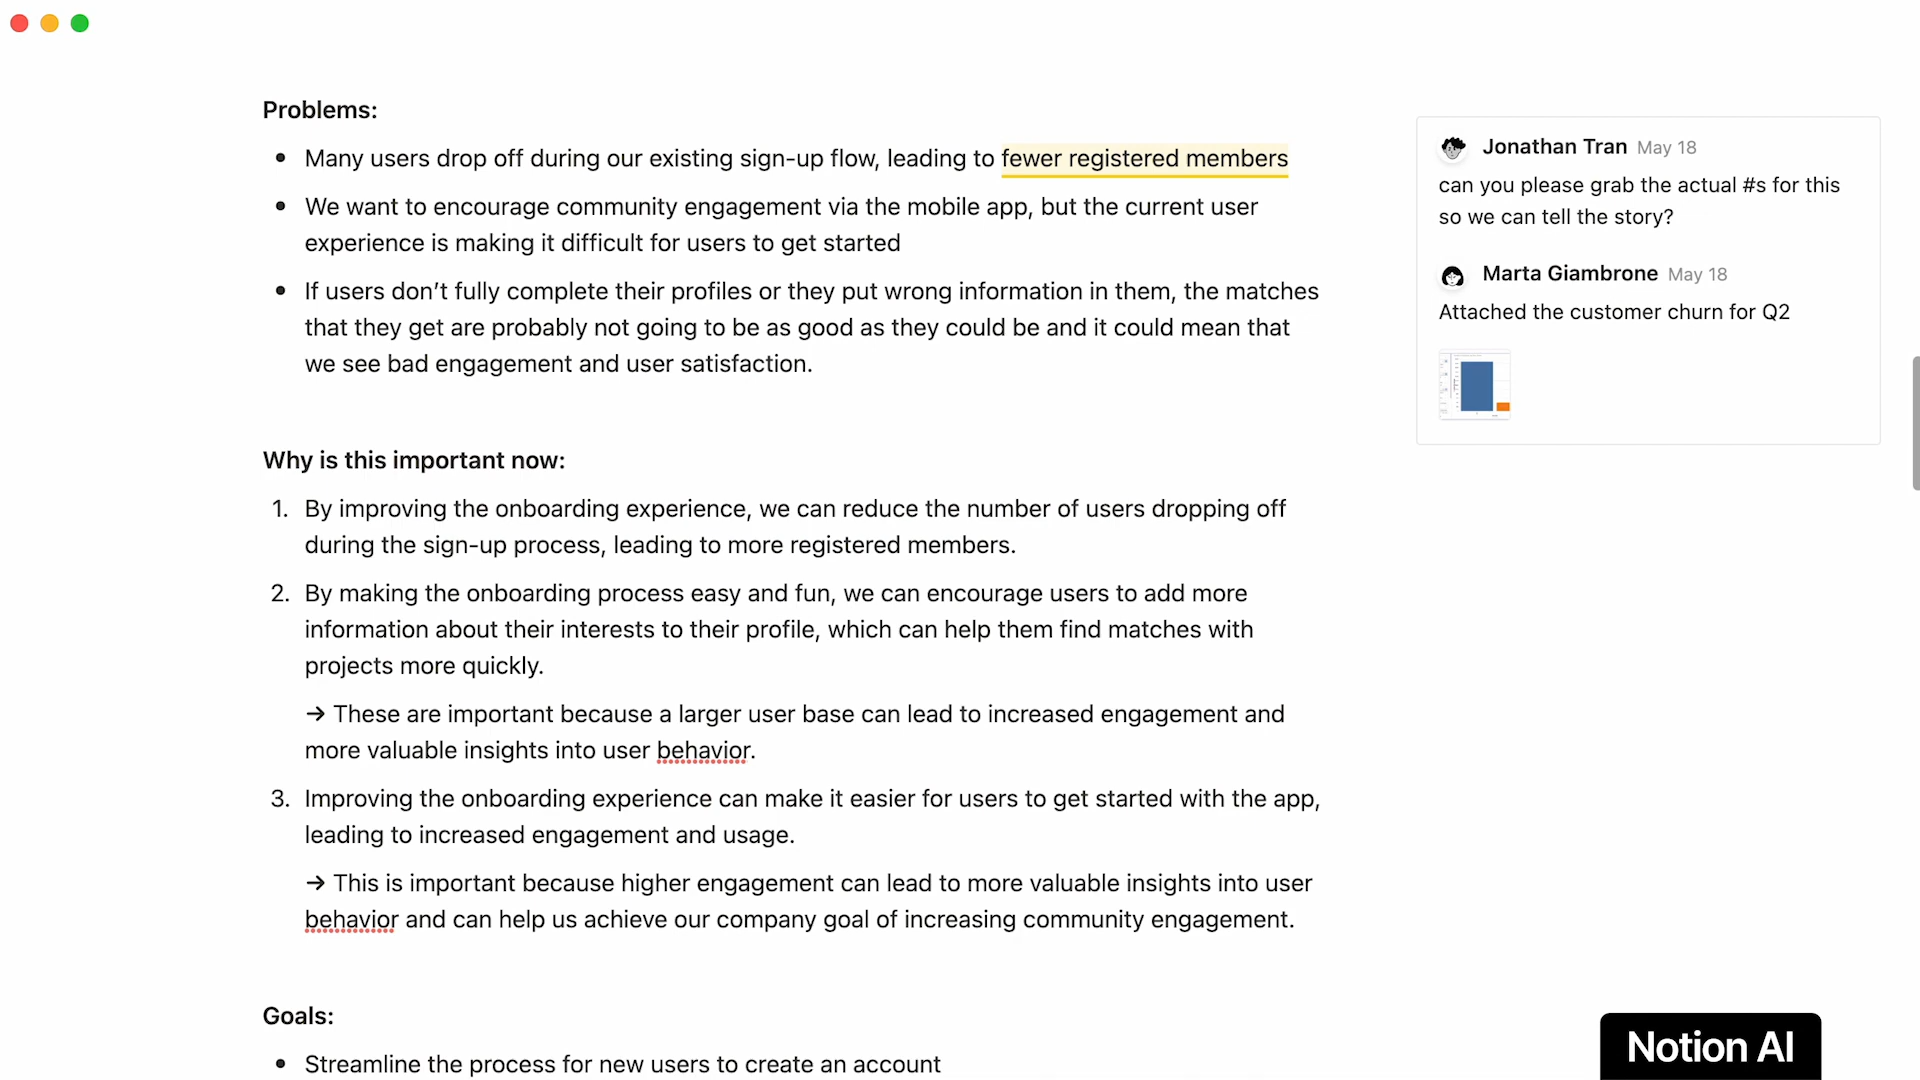 Problems:
Many users drop off during our existing sign-up flow, leading to fewer registered members
We want to encourage community engagement via the mobile app, but the current user
experience is making it difficult for users to get started
If users don’t fully complete their profiles or they put wrong information in them, the matches
that they get are probably not going to be as good as they could be and it could mean that
we see bad engagement and user satisfaction.
Why is this important now:
1. By improving the onboarding experience, we can reduce the number of users dropping off
during the sign-up process, leading to more registered members.
2. By making the onboarding process easy and fun, we can encourage users to add more
information about their interests to their profile, which can help them find matches with
projects more quickly.
→ These are important because a larger user base can lead to increased engagement and
more valuable insights into user behavior.
3. Improving the onboarding experience can make it easier for users to get started with the app,
leading to increased engagement and usage.
→ This is important because higher engagement can lead to more valuable insights into user
behavior and can help us achieve our company goal of increasing community engagement.
Goals:
Streamline the process for new users to create an account
Jonathan Tran May 18
can you please grab the actual #s for this
so we can tell the story?
Marta Giambrone May 18
Attached the customer churn for Q2
Notion AI